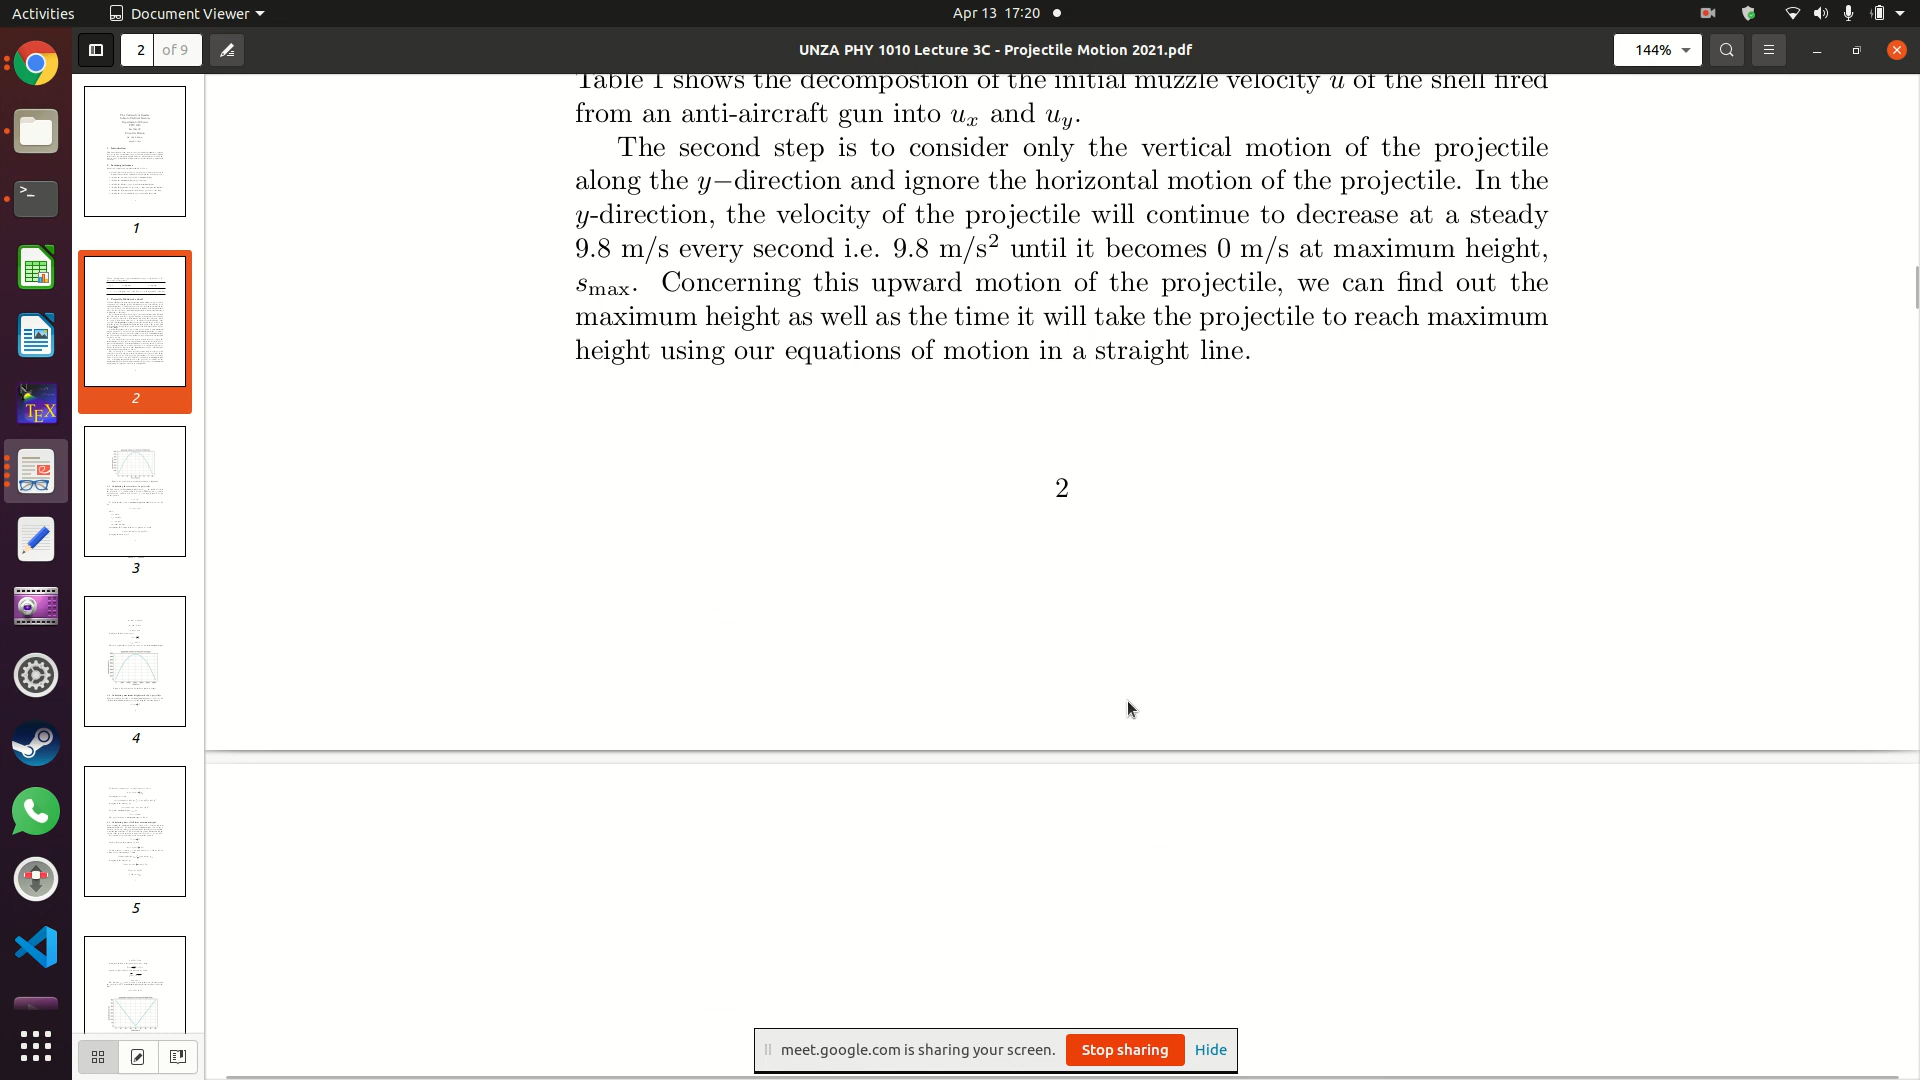 Activities
Document Viewer
Apr 13 17:20
2 of 9
UNZA PHY 1010 Lecture 3C - Projectile Motion 2021.pdf
144%
Table 1 shows the decompostion of the initial muzzle velocity u of the shell fired
from an anti-aircraft gun into uₓ and u_y.
The second step is to consider only the vertical motion of the projectile
along the y−direction and ignore the horizontal motion of the projectile. In the
y-direction, the velocity of the projectile will continue to decrease at a steady
9.8 m/s every second i.e. 9.8 m/s² until it becomes 0 m/s at maximum height,
s_max. Concerning this upward motion of the projectile, we can find out the
maximum height as well as the time it will take the projectile to reach maximum
height using our equations of motion in a straight line.
2
1
2
3
4
5
TEX
meet.google.com is sharing your screen.
Stop sharing
Hide